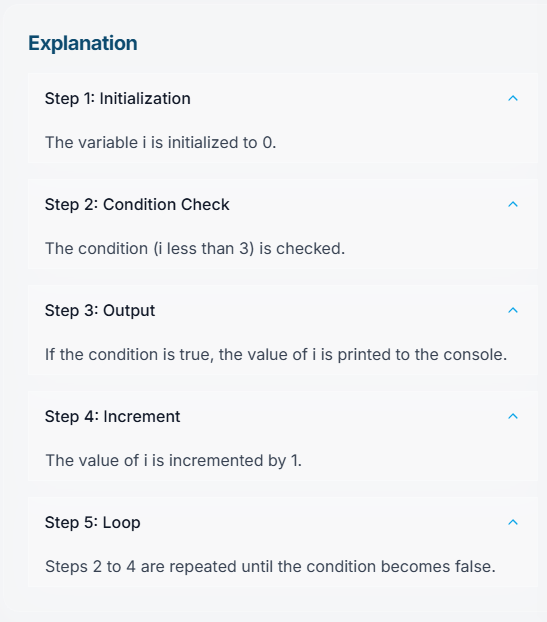 Explanation
Step 1: Initialization
The variable i is initialized to 0.
Step 2: Condition Check
The condition (i less than 3) is checked.
Step 3: Output
If the condition is true, the value of i is printed to the console.
Step 4: Increment
The value of i is incremented by 1.
Step 5: Loop
Steps 2 to 4 are repeated until the condition becomes false.